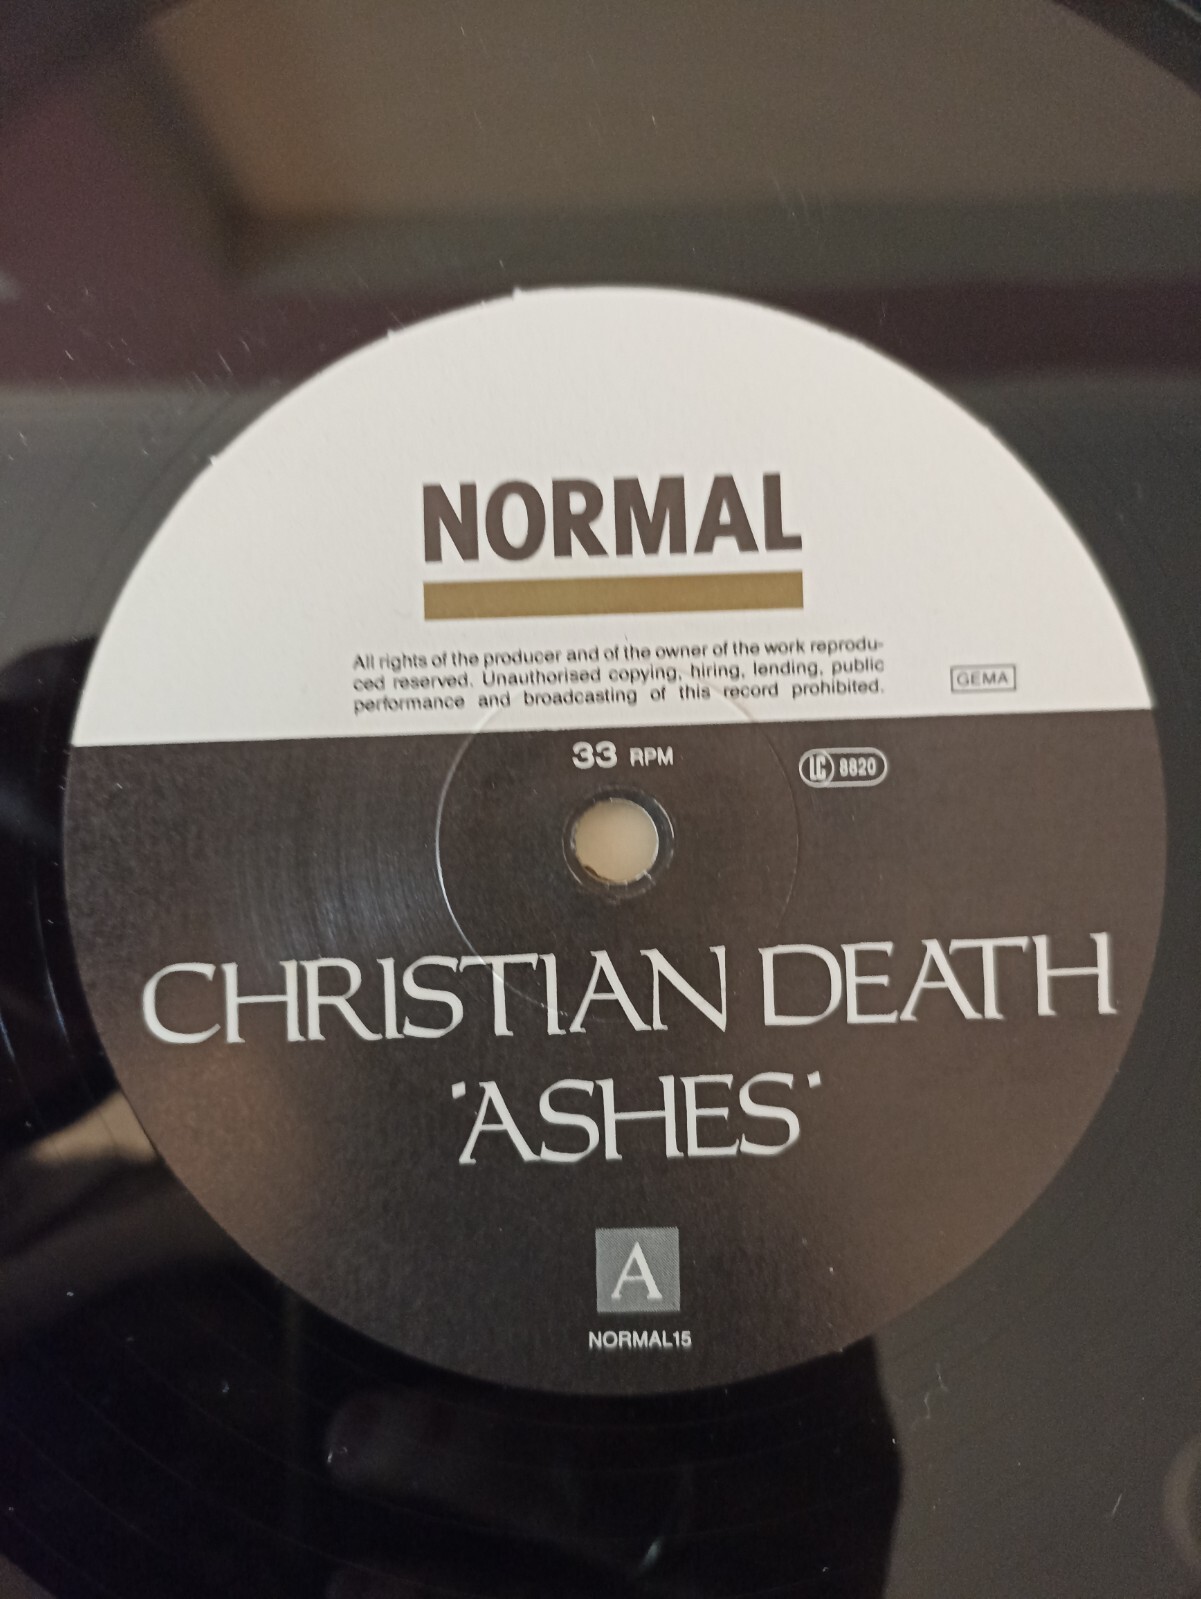 NORMAL
All rights of the producer and of the owner of the work reprodu-
ced reserved. Unauthorised copying, hiring, lending, public
performance and broadcasting of this record prohibited.
GEMA
33 RPM
LC 8820
CHRISTIAN DEATH
'ASHES'
A
NORMAL15